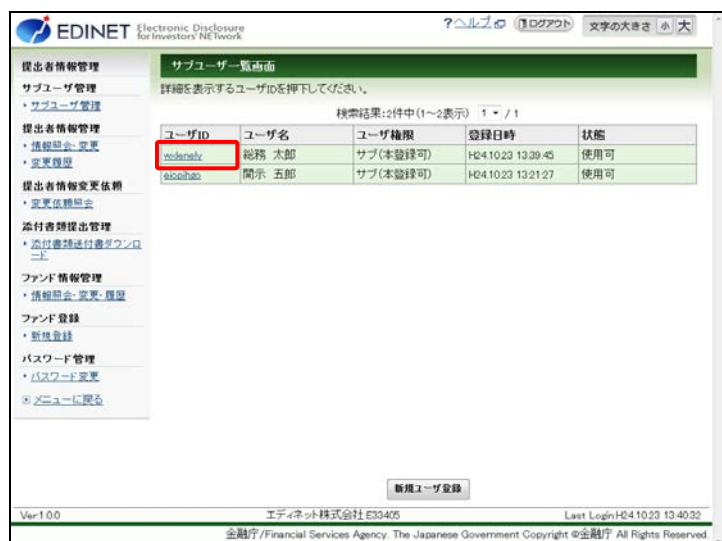 EDINET Electronic Disclosure
for Investors' NETwork
?ヘルプ ログアウト 文字の大きさ 小 大
提出者情報管理
サブユーザ管理
・サブユーザ管理
提出者情報管理
・情報照会・変更
・変更履歴
提出者情報変更依頼
・変更依頼照会
添付書類提出管理
・添付書類送付書ダウンロ
ード
ファンド情報管理
・情報照会・変更・履歴
ファンド登録
・新規登録
パスワード管理
・パスワード変更
メニューに戻る
サブユーザ一覧画面
詳細を表示するユーザIDを押下してください。
検索結果:2件中(1~2表示) 1 / 1
ユーザID ユーザ名 ユーザ権限 登録日時 状態
総務 太郎 サブ(本登録可) H24.10.23 13:39:45 使用可
eiopihgo 開示 五郎 サブ(本登録可) H24.10.23 13:21:27 使用可
新規ユーザ登録
Ver1.0.0 エディネット株式会社 E33405 Last Login:H24.10.23 13:40:32
金融庁/Financial Services Agency. The Japanese Government Copyright ©金融庁 All Rights Reserved.